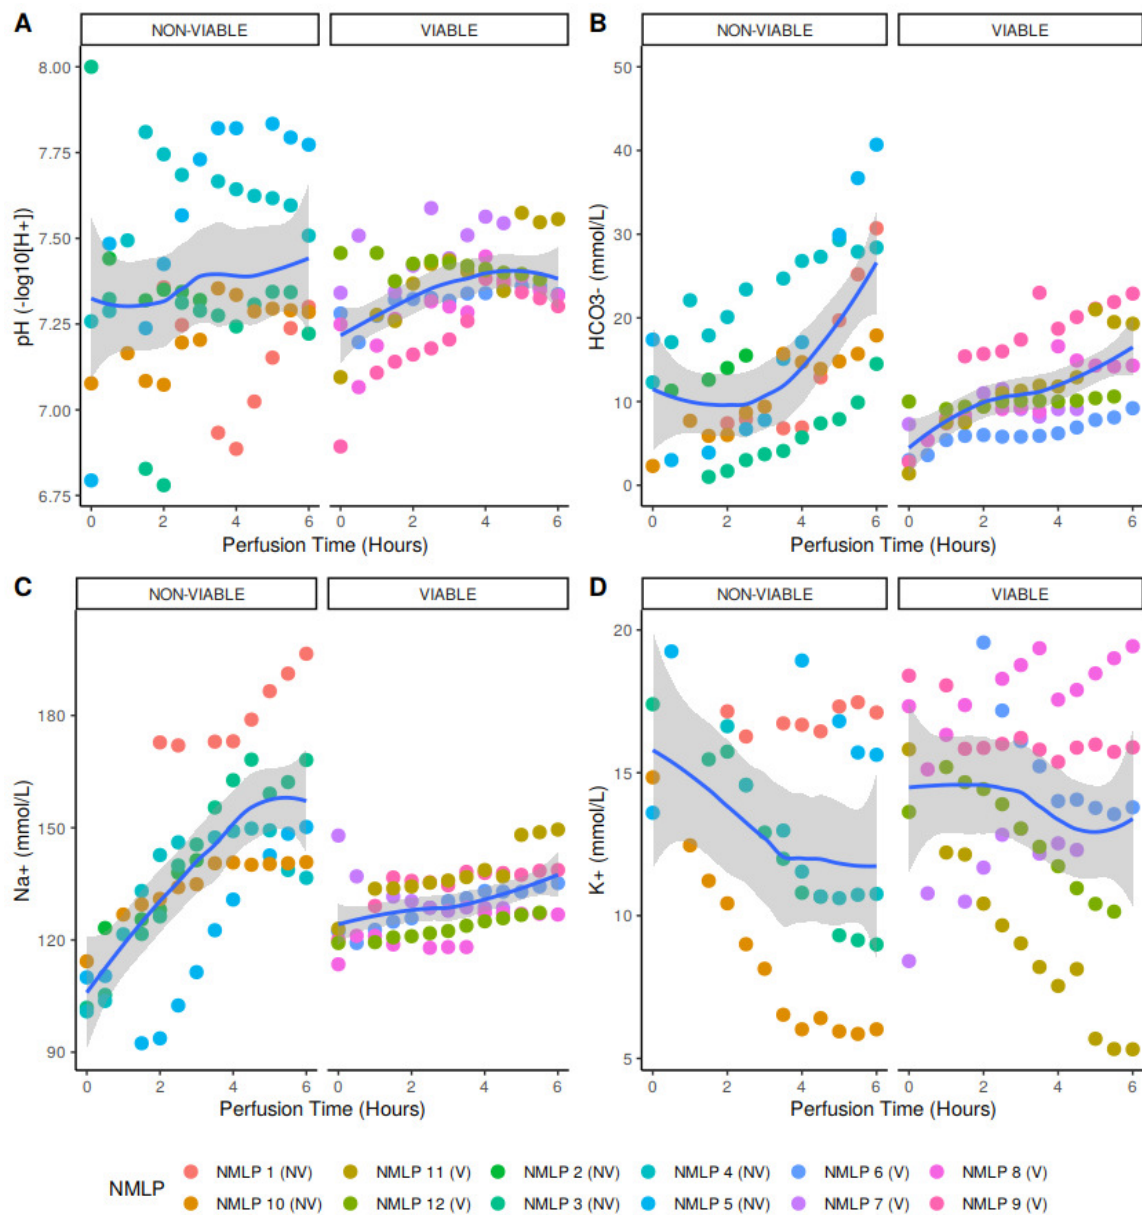 A
NON-VIABLE
VIABLE
pH (-log10[H+])
8.00
7.75
7.50
7.25
7.00
6.75
0 2 4 6 0 2 4 6
Perfusion Time (Hours)
B
NON-VIABLE
VIABLE
HCO3- (mmol/L)
50
40
30
20
10
0
0 2 4 6 0 2 4 6
Perfusion Time (Hours)
C
NON-VIABLE
VIABLE
Na+ (mmol/L)
180
150
120
90
0 2 4 6 0 2 4 6
Perfusion Time (Hours)
D
NON-VIABLE
VIABLE
K+ (mmol/L)
20
15
10
5
0 2 4 6 0 2 4 6
Perfusion Time (Hours)
NMLP
NMLP 1 (NV) NMLP 11 (V) NMLP 2 (NV) NMLP 4 (NV) NMLP 6 (V) NMLP 8 (V)
NMLP 10 (NV) NMLP 12 (V) NMLP 3 (NV) NMLP 5 (NV) NMLP 7 (V) NMLP 9 (V)